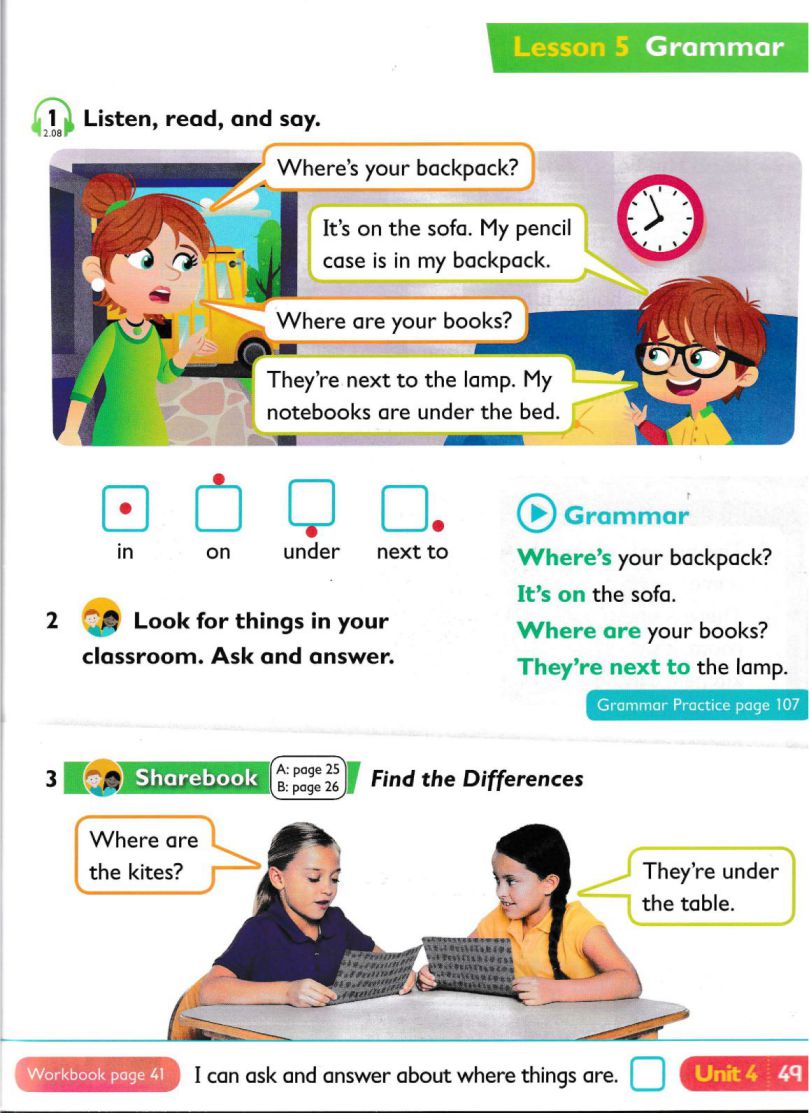 Lesson 5 Grammar
1
2.08
Listen, read, and say.
Where's your backpack?
It's on the sofa. My pencil
case is in my backpack.
Where are your books?
They're next to the lamp. My
notebooks are under the bed.
in on under next to
Grammar
Where's your backpack?
It's on the sofa.
Where are your books?
They're next to the lamp.
Grammar Practice page 107
2 Look for things in your
classroom. Ask and answer.
3 Sharebook
A: page 25
B: page 26
Find the Differences
Where are
the kites?
They're under
the table.
Workbook page 41
I can ask and answer about where things are.
Unit 4 49